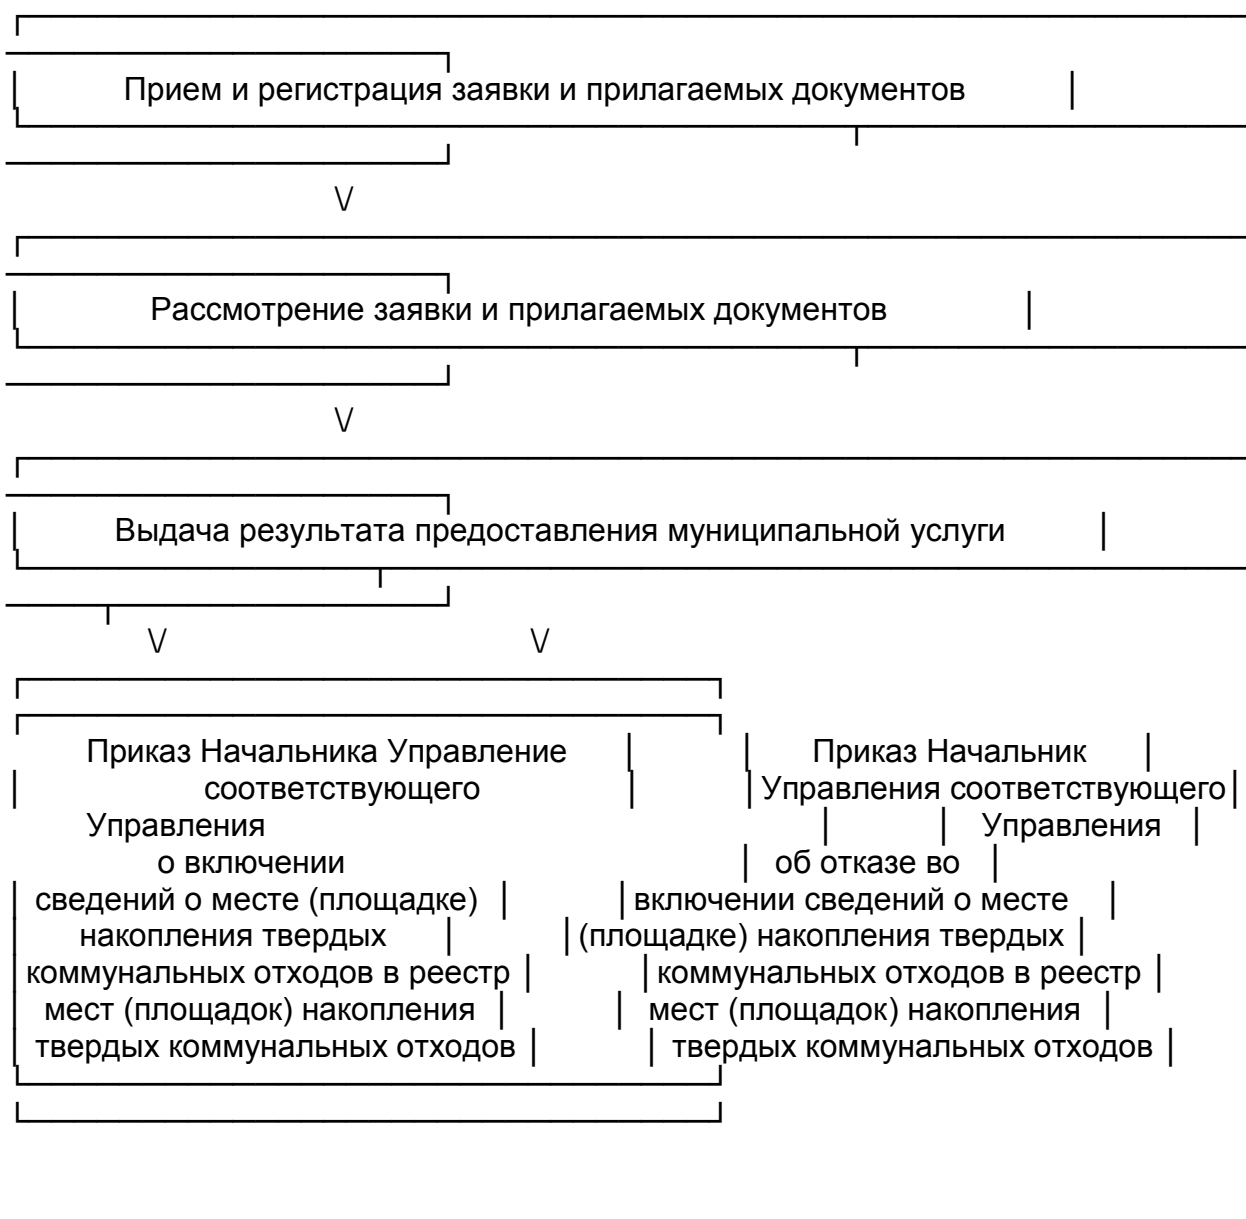 Прием и регистрация заявки и прилагаемых документов
\/
Рассмотрение заявки и прилагаемых документов
\/
Выдача результата предоставления муниципальной услуги
\/ \/
Приказ Начальника Управление | | Приказ Начальник |
| соответствующего | | Управления соответствующего |
Управления | | Управления |
о включении | об отказе во |
| сведений о месте (площадке) | | включении сведений о месте |
| накопления твердых | | (площадке) накопления твердых |
| коммунальных отходов в реестр | | коммунальных отходов в реестр |
| мест (площадок) накопления | | мест (площадок) накопления |
| твердых коммунальных отходов | | твердых коммунальных отходов |